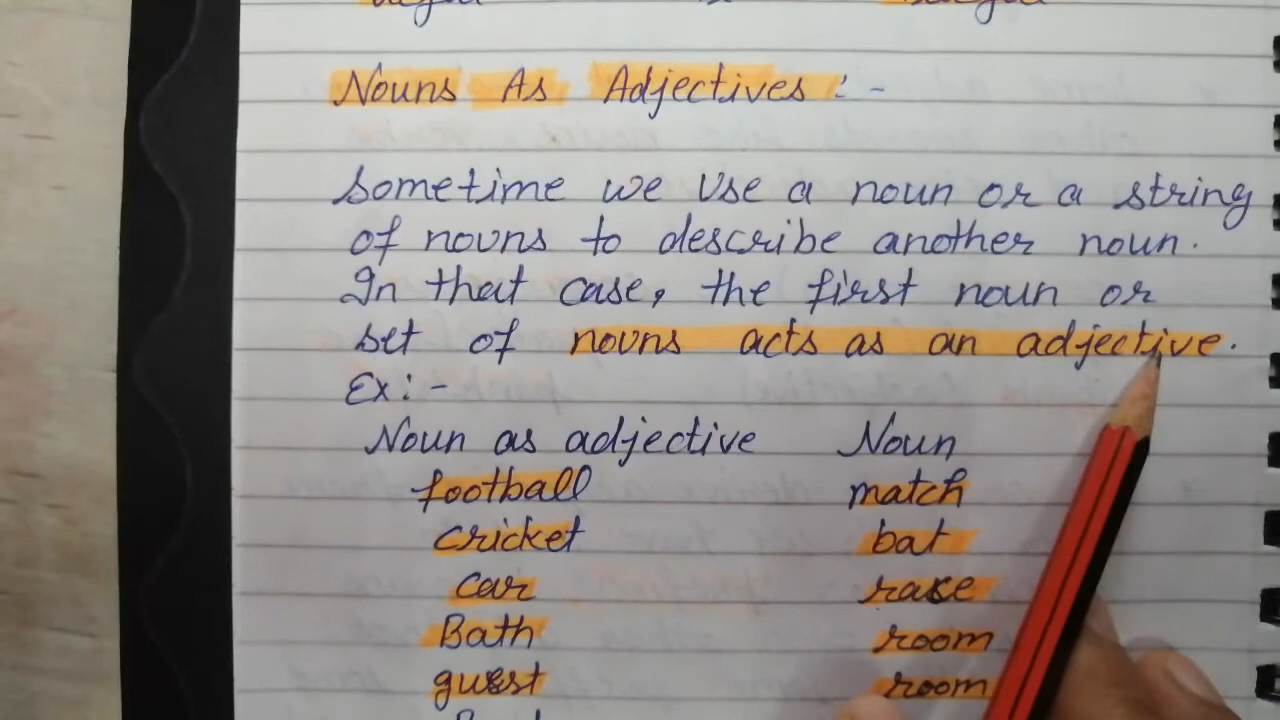 Nouns As Adjectives :-
Sometime we use a noun or a string
of nouns to describe another noun.
In that case, the first noun or
set of nouns acts as an adjective.
Ex:-
Noun as adjective Noun
football match
cricket bat
car race
Bath room
guest room